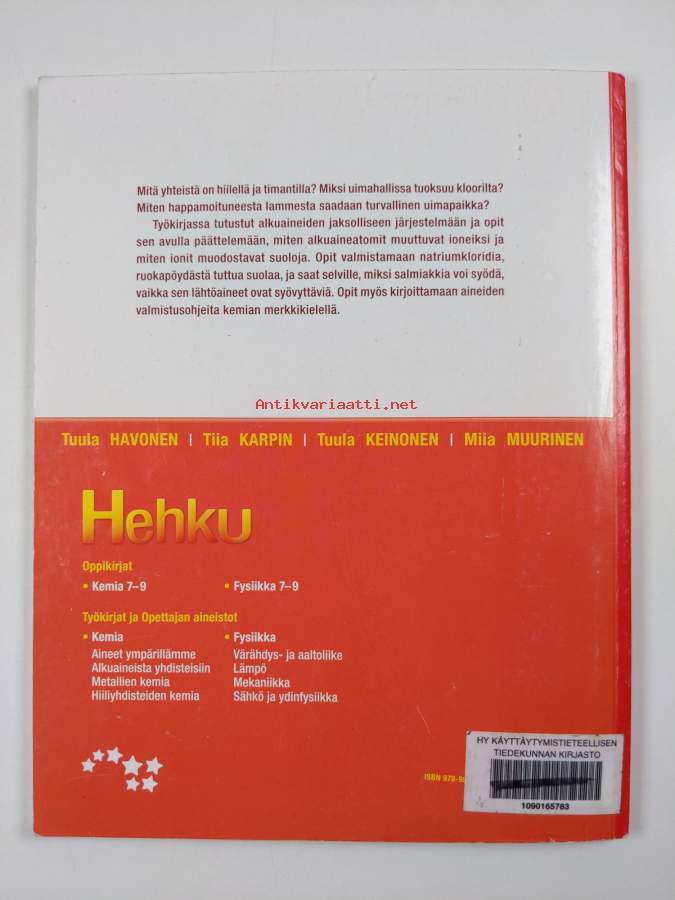 Mitä yhteistä on hiilellä ja timantilla? Miksi uimahallissa tuoksuu kloorilta?
Miten happamoituneesta lammesta saadaan turvallinen uimapaikka?
Työkirjassa tutustut alkuaineiden jaksolliseen järjestelmään ja opit
sen avulla päättelemään, miten alkuaineatomit muuttuvat ioneiksi ja
miten ionit muodostavat suoloja. Opit valmistamaan natriumkloridia,
ruokapöydästä tuttua suolaa, ja saat selville, miksi salmiakkia voi syödä,
vaikka sen lähtöaineet ovat syövyttäviä. Opit myös kirjoittamaan aineiden
valmistusohjeita kemian merkkikielellä.
Antikvariaatti.net
Tuula HAVONEN | Tiia KARPIN | Tuula KEINONEN | Miia MUURINEN
Hehku
Oppikirjat
• Kemia 7–9 • Fysiikka 7–9
Työkirjat ja Opettajan aineistot
• Kemia • Fysiikka
Aineet ympärillämme Värähdys- ja aaltoliike
Alkuaineista yhdisteisiin Lämpö
Metallien kemia Mekaniikka
Hiiliyhdisteiden kemia Sähkö ja ydinfysiikka
HY KÄYTTÄYTYMISTIETEELLISEN
TIEDEKUNNAN KIRJASTO
ISBN 978-9
1090165783